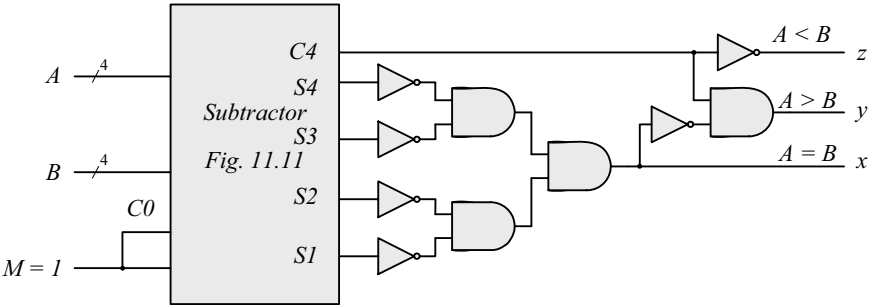 A
4
B
4
C0
M = 1
Subtractor
Fig. 11.11
C4
S4
S3
S2
S1
A < B
z
A > B
y
A = B
x